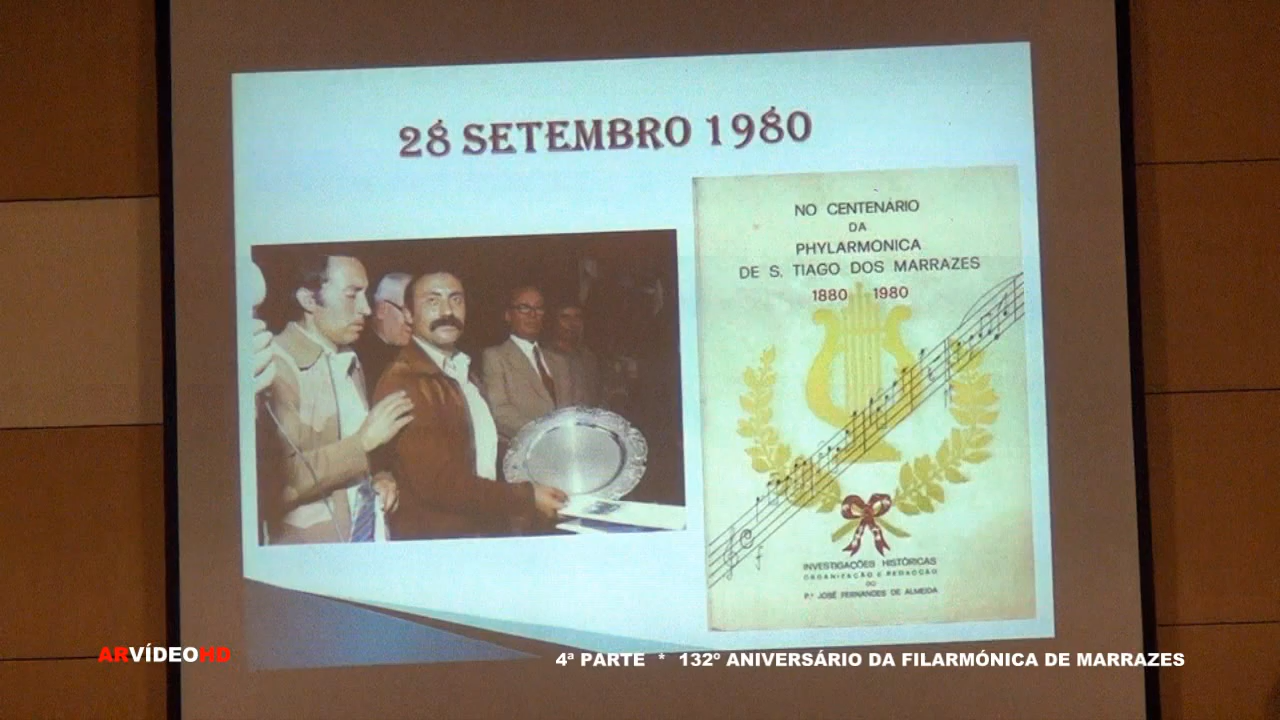 28 SETEMBRO 1980
NO CENTENÁRIO
DA
PHYLARMONICA
DE S. TIAGO DOS MARRAZES
1880 1980
INVESTIGAÇÕES HISTÓRICAS
ORGANIZAÇÃO E REDACÇÃO
DO
P.e JOSÉ FERNANDES DE ALMEIDA
ARVÍDEOHD
4ª PARTE * 132º ANIVERSÁRIO DA FILARMÓNICA DE MARRAZES